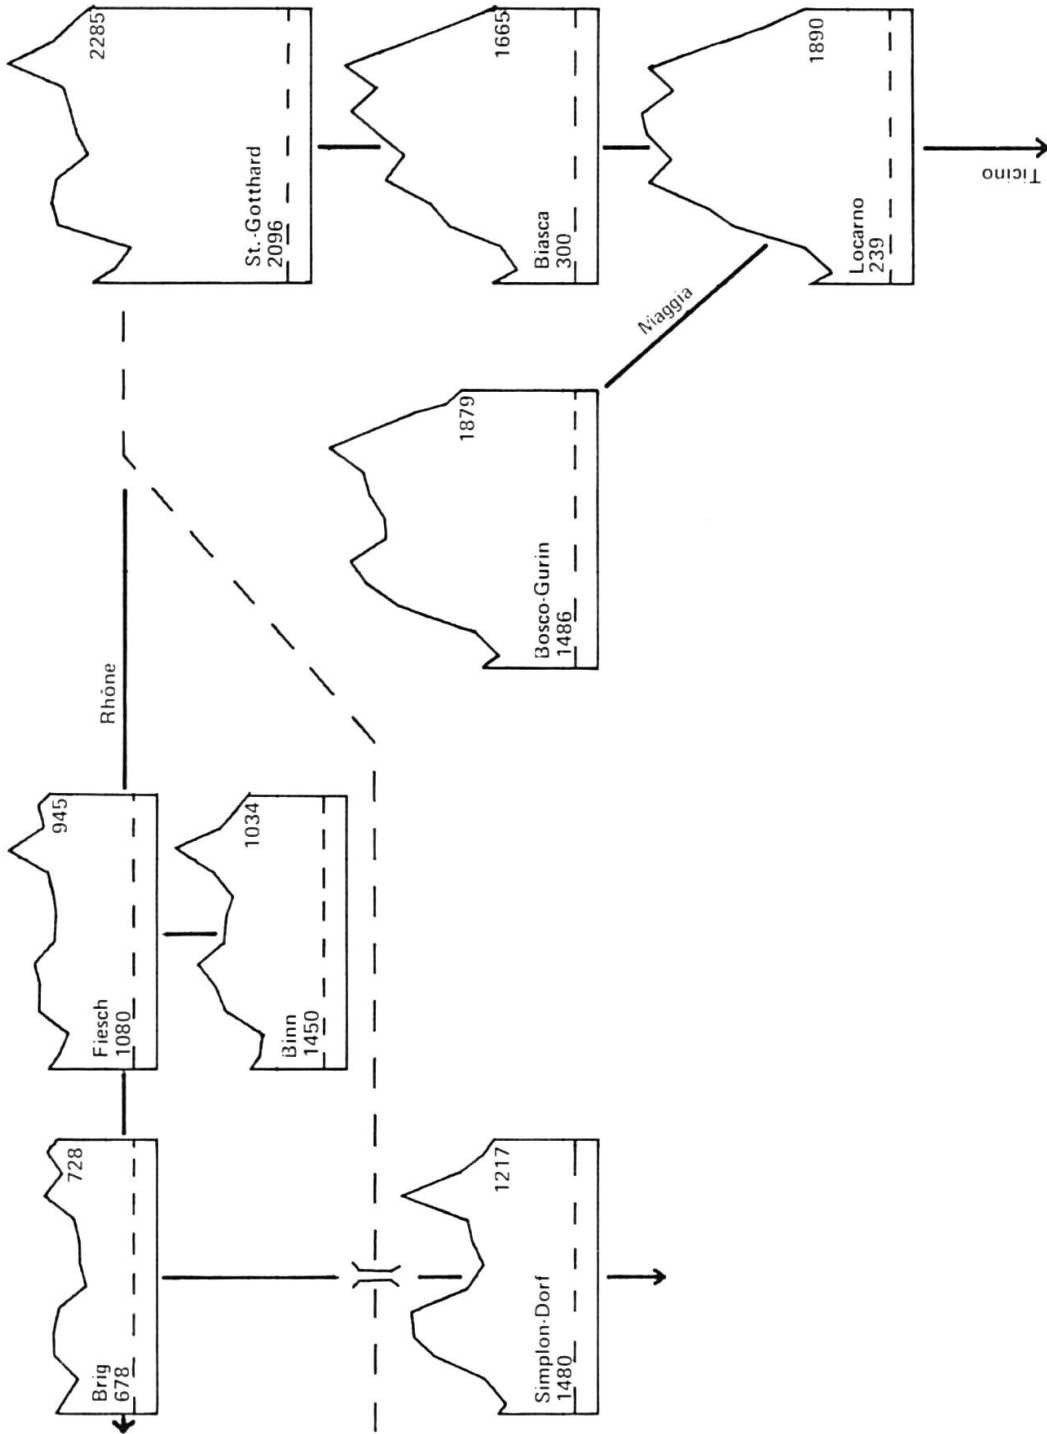 Brig
678
728
Fiesch
1080
945
Rhône
St.-Gotthard
2096
2285
Binn
1450
1034
Simplon-Dorf
1480
1217
Bosco-Gurin
1486
1879
Biasca
300
1665
Maggia
Locarno
239
1890
Ticino